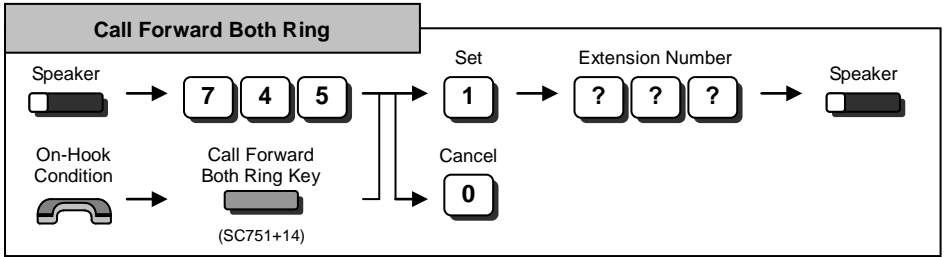 Call Forward Both Ring
Speaker
7 4 5
Set
1
Extension Number
? ? ?
Speaker
On-Hook
Condition
Call Forward
Both Ring Key
(SC751+14)
Cancel
0